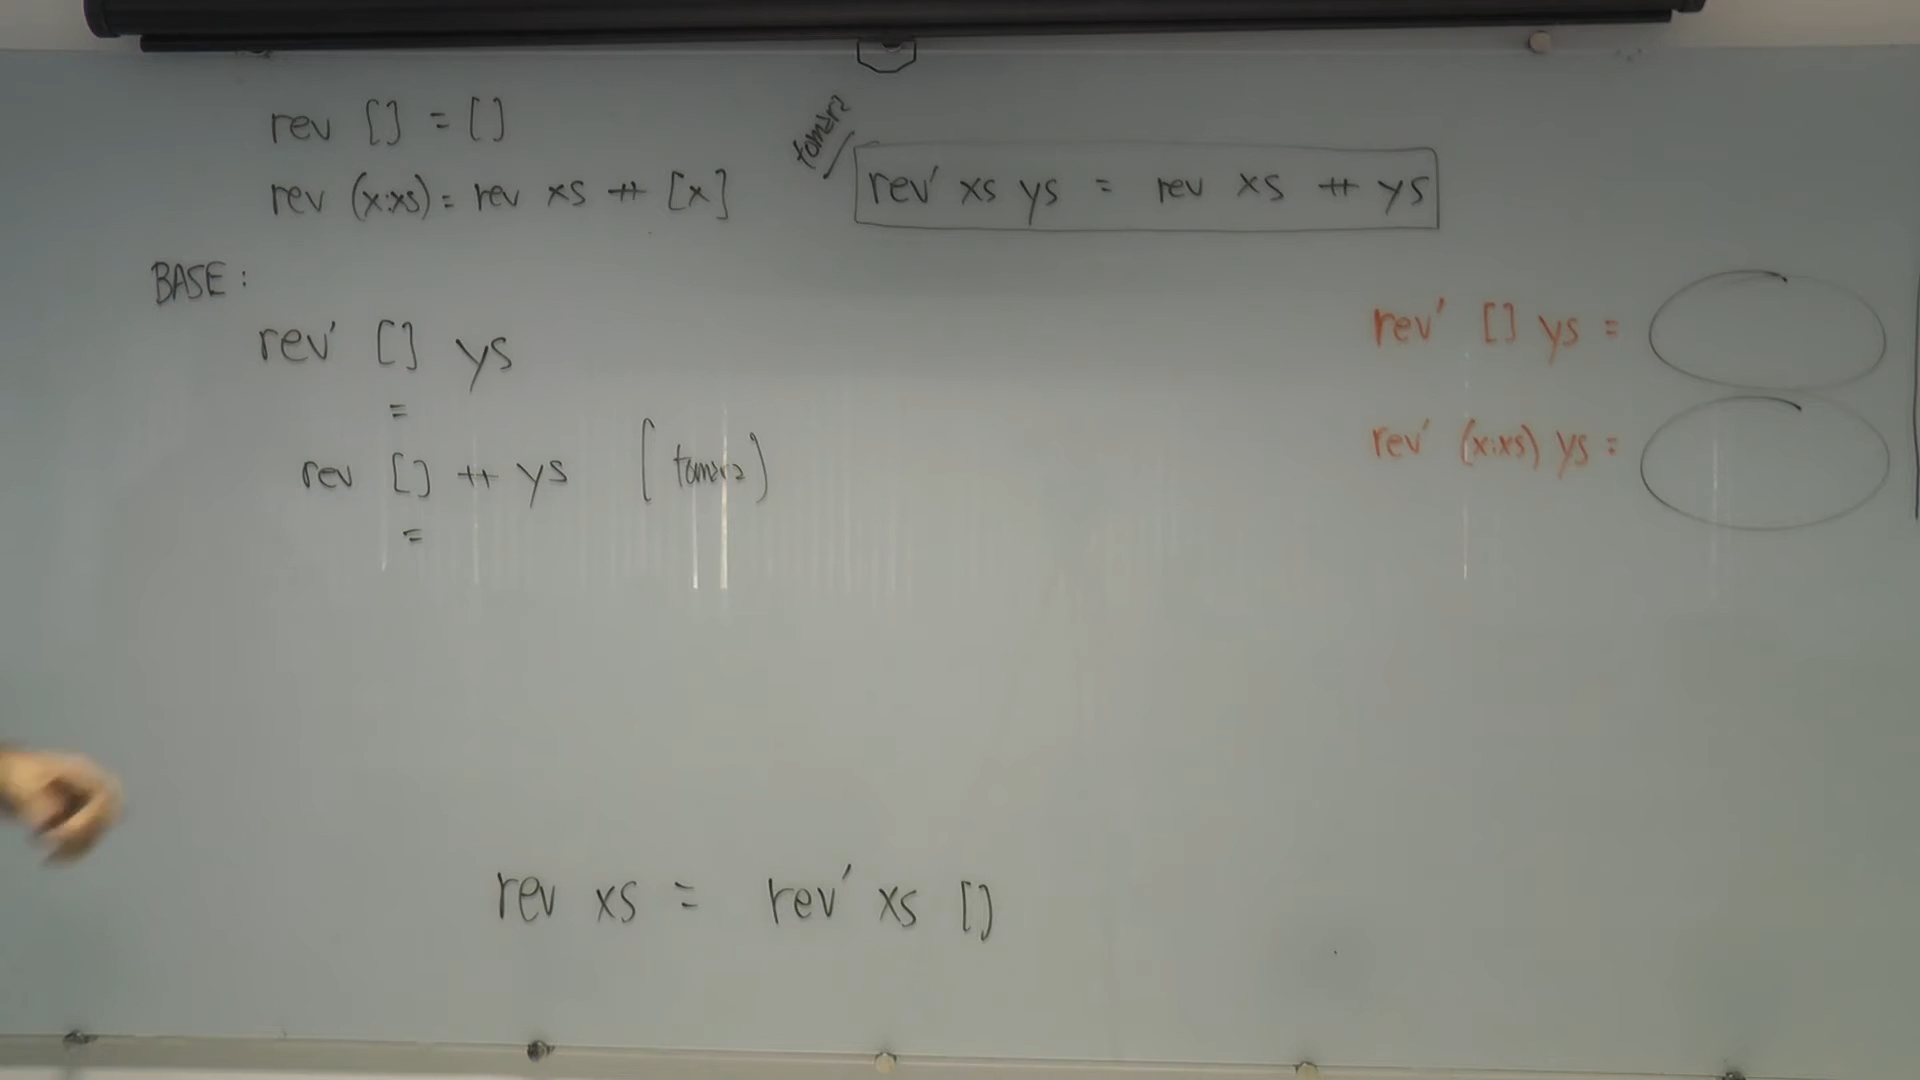 rev [] = []
rev (x:xs) = rev xs ++ [x]
rev' xs ys = rev xs ++ ys
BASE:
rev' [] ys
=
rev [] ++ ys
=
rev' [] ys =
rev' (x:xs) ys =
rev xs = rev' xs []